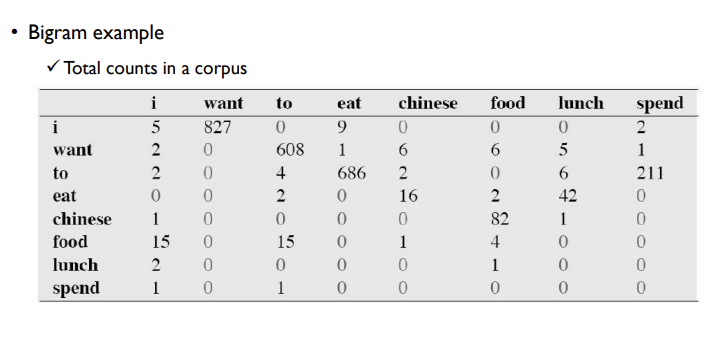 • Bigram example
✓ Total counts in a corpus
i want to eat chinese food lunch spend
i 5 827 0 9 0 0 0 2
want 2 0 608 1 6 6 5 1
to 2 0 4 686 2 0 6 211
eat 0 0 2 0 16 2 42 0
chinese 1 0 0 0 0 82 1 0
food 15 0 15 0 1 4 0 0
lunch 2 0 0 0 0 1 0 0
spend 1 0 1 0 0 0 0 0